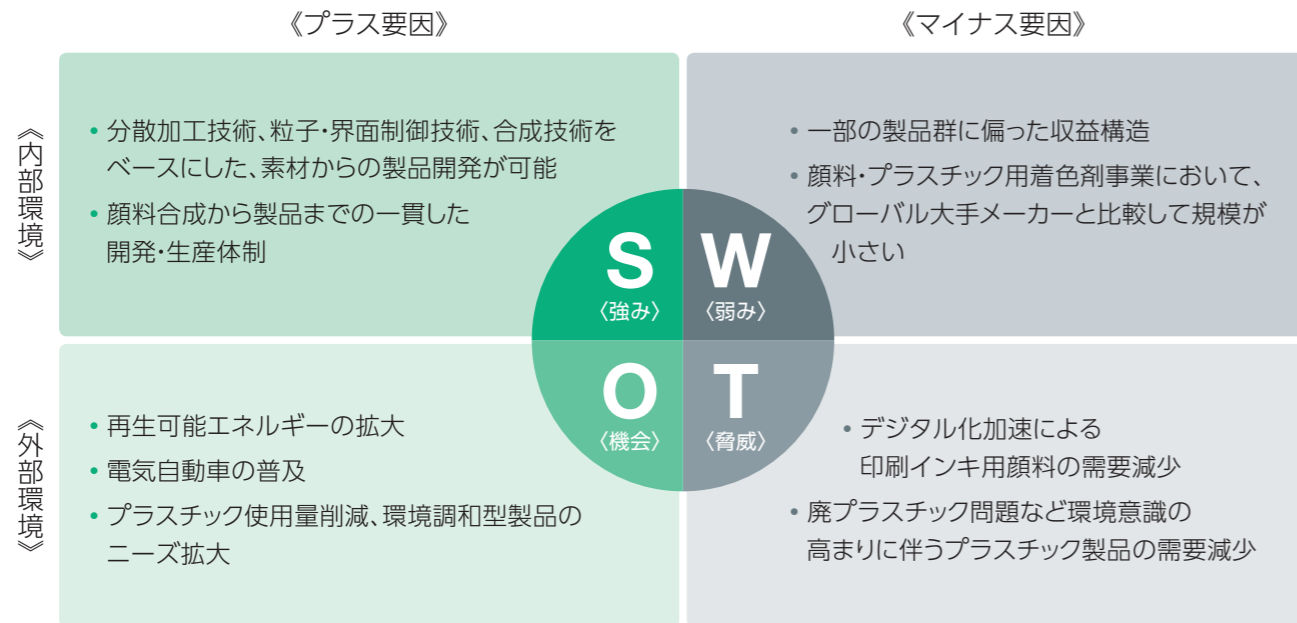 《プラス要因》
《マイナス要因》
《内部環境》
• 分散加工技術、粒子・界面制御技術、合成技術を
ベースにした、素材からの製品開発が可能
• 顔料合成から製品までの一貫した
開発・生産体制
• 一部の製品群に偏った収益構造
• 顔料・プラスチック用着色剤事業において、
グローバル大手メーカーと比較して規模が
小さい
S
〈強み〉
W
〈弱み〉
《外部環境》
• 再生可能エネルギーの拡大
• 電気自動車の普及
• プラスチック使用量削減、環境調和型製品の
ニーズ拡大
O
〈機会〉
T
〈脅威〉
• デジタル化加速による
印刷インキ用顔料の需要減少
• 廃プラスチック問題など環境意識の
高まりに伴うプラスチック製品の需要減少